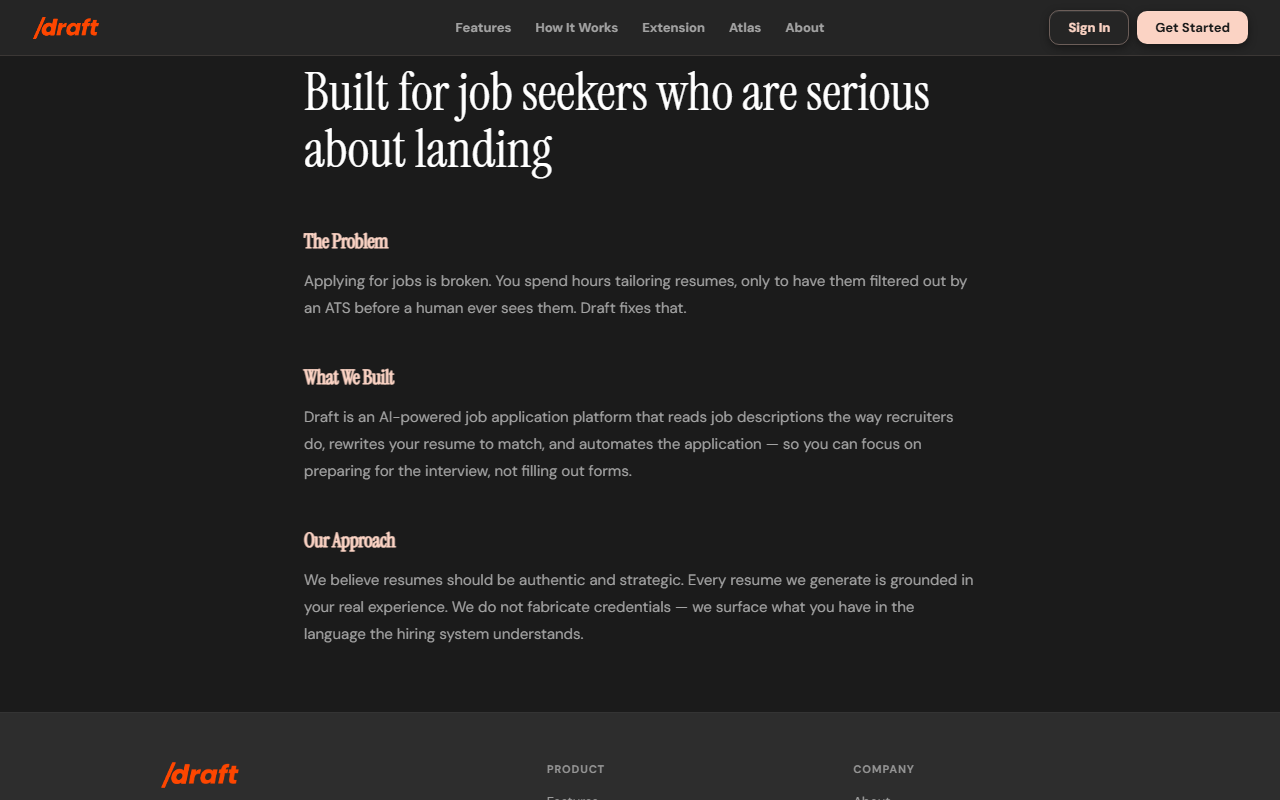 /draft
Features
How It Works
Extension
Atlas
About
Sign In
Get Started
Built for job seekers who are serious
about landing
The Problem
Applying for jobs is broken. You spend hours tailoring resumes, only to have them filtered out by
an ATS before a human ever sees them. Draft fixes that.
What We Built
Draft is an AI-powered job application platform that reads job descriptions the way recruiters
do, rewrites your resume to match, and automates the application — so you can focus on
preparing for the interview, not filling out forms.
Our Approach
We believe resumes should be authentic and strategic. Every resume we generate is grounded in
your real experience. We do not fabricate credentials — we surface what you have in the
language the hiring system understands.
/draft
PRODUCT
COMPANY
Features
About